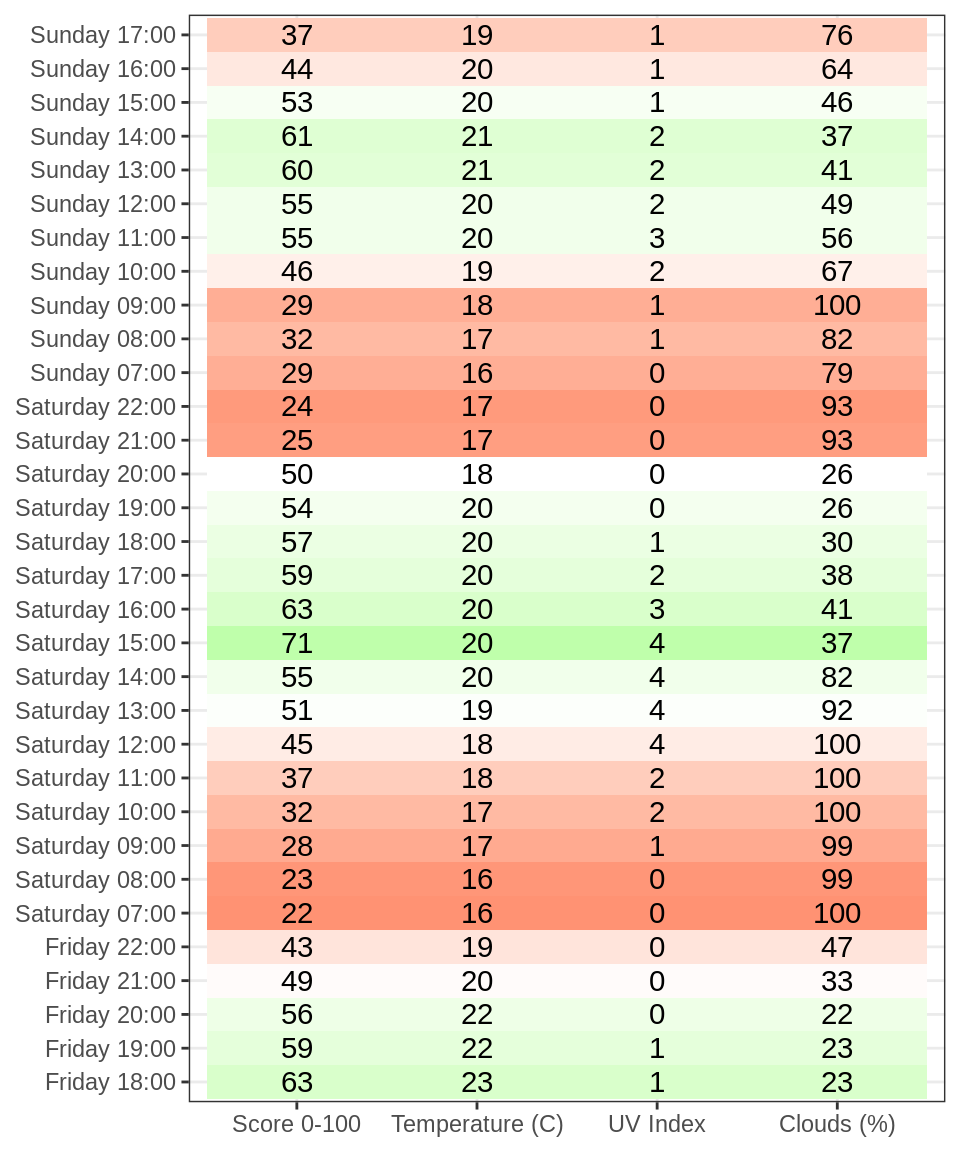 Sunday 17:00 37 19 1 76
Sunday 16:00 44 20 1 64
Sunday 15:00 53 20 1 46
Sunday 14:00 61 21 2 37
Sunday 13:00 60 21 2 41
Sunday 12:00 55 20 2 49
Sunday 11:00 55 20 3 56
Sunday 10:00 46 19 2 67
Sunday 09:00 29 18 1 100
Sunday 08:00 32 17 1 82
Sunday 07:00 29 16 0 79
Saturday 22:00 24 17 0 93
Saturday 21:00 25 17 0 93
Saturday 20:00 50 18 0 26
Saturday 19:00 54 20 0 26
Saturday 18:00 57 20 1 30
Saturday 17:00 59 20 2 38
Saturday 16:00 63 20 3 41
Saturday 15:00 71 20 4 37
Saturday 14:00 55 20 4 82
Saturday 13:00 51 19 4 92
Saturday 12:00 45 18 4 100
Saturday 11:00 37 18 2 100
Saturday 10:00 32 17 2 100
Saturday 09:00 28 17 1 99
Saturday 08:00 23 16 0 99
Saturday 07:00 22 16 0 100
Friday 22:00 43 19 0 47
Friday 21:00 49 20 0 33
Friday 20:00 56 22 0 22
Friday 19:00 59 22 1 23
Friday 18:00 63 23 1 23
Score 0-100 Temperature (C) UV Index Clouds (%)